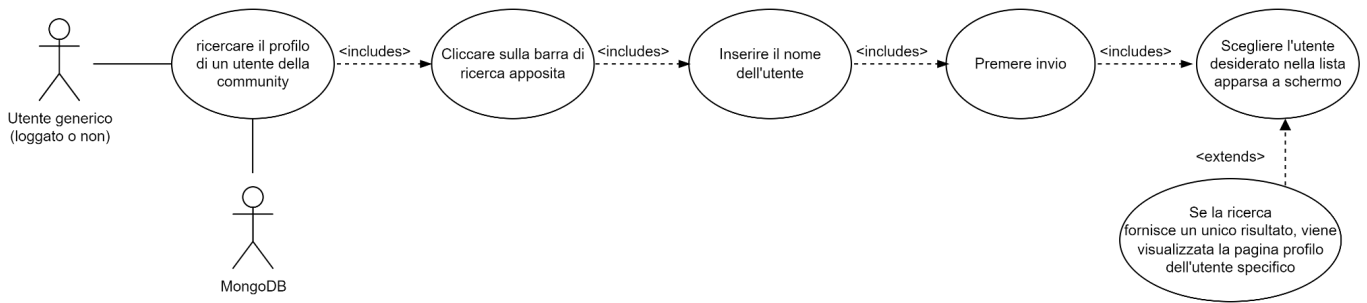 ricercare il profilo
di un utente della
community
<includes>
Cliccare sulla barra di
ricerca apposita
<includes>
Inserire il nome
dell'utente
<includes>
Premere invio
<includes>
Scegliere l'utente
desiderato nella lista
apparsa a schermo
Utente generico
(loggato o non)
<extends>
Se la ricerca
fornisce un unico risultato, viene
visualizzata la pagina profilo
dell'utente specifico
MongoDB